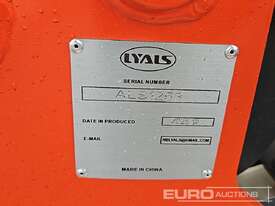 LYALS
SERIAL NUMBER
DATE IN PRODUCED
E-MAIL
MADE IN CHINA
EURO
AUCTIONS